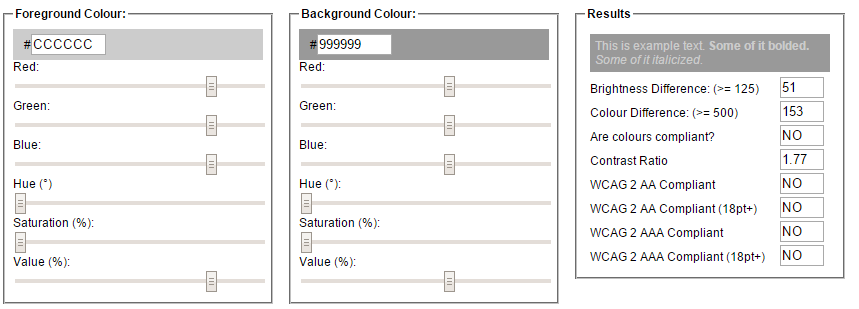 Foreground Colour:
# CCCCCC
Red:
Green:
Blue:
Hue (°)
Saturation (%):
Value (%):
Background Colour:
# 999999
Red:
Green:
Blue:
Hue (°):
Saturation (%):
Value (%):
Results
This is example text. Some of it bolded.
Some of it italicized.
Brightness Difference: (>= 125) 51
Colour Difference: (>= 500) 153
Are colours compliant? NO
Contrast Ratio 1.77
WCAG 2 AA Compliant NO
WCAG 2 AA Compliant (18pt+) NO
WCAG 2 AAA Compliant NO
WCAG 2 AAA Compliant (18pt+) NO